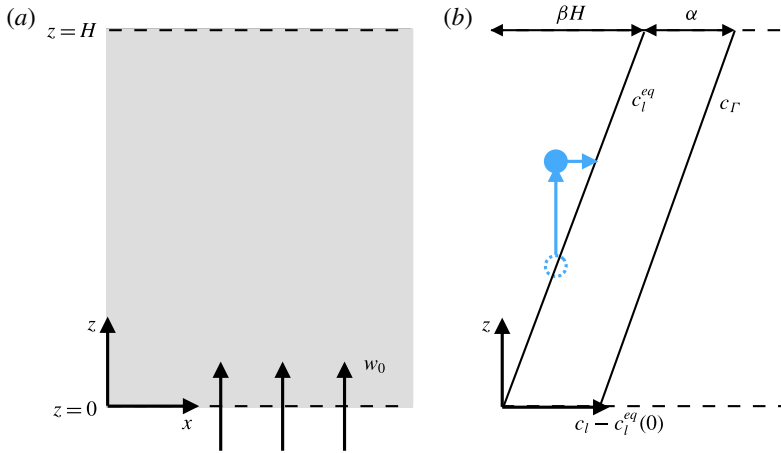 (a)
z = H
z
w₀
z = 0
x
(b)
βH
α
c_l^{eq}
c_Γ
z
c_l − c_l^{eq}(0)